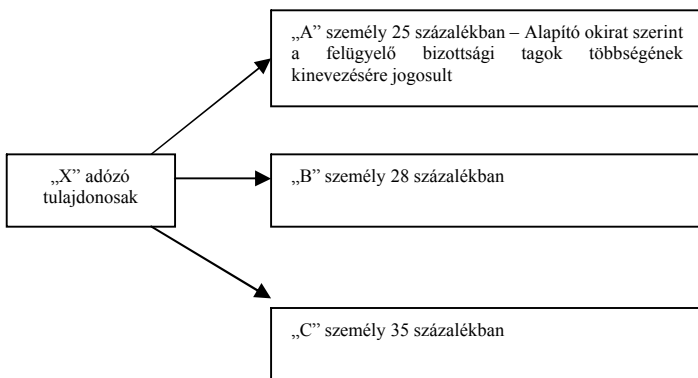 „A” személy 25 százalékban – Alapító okirat szerint
a felügyelő bizottsági tagok többségének
kinevezésére jogosult
„X” adózó
tulajdonosak
„B” személy 28 százalékban
„C” személy 35 százalékban